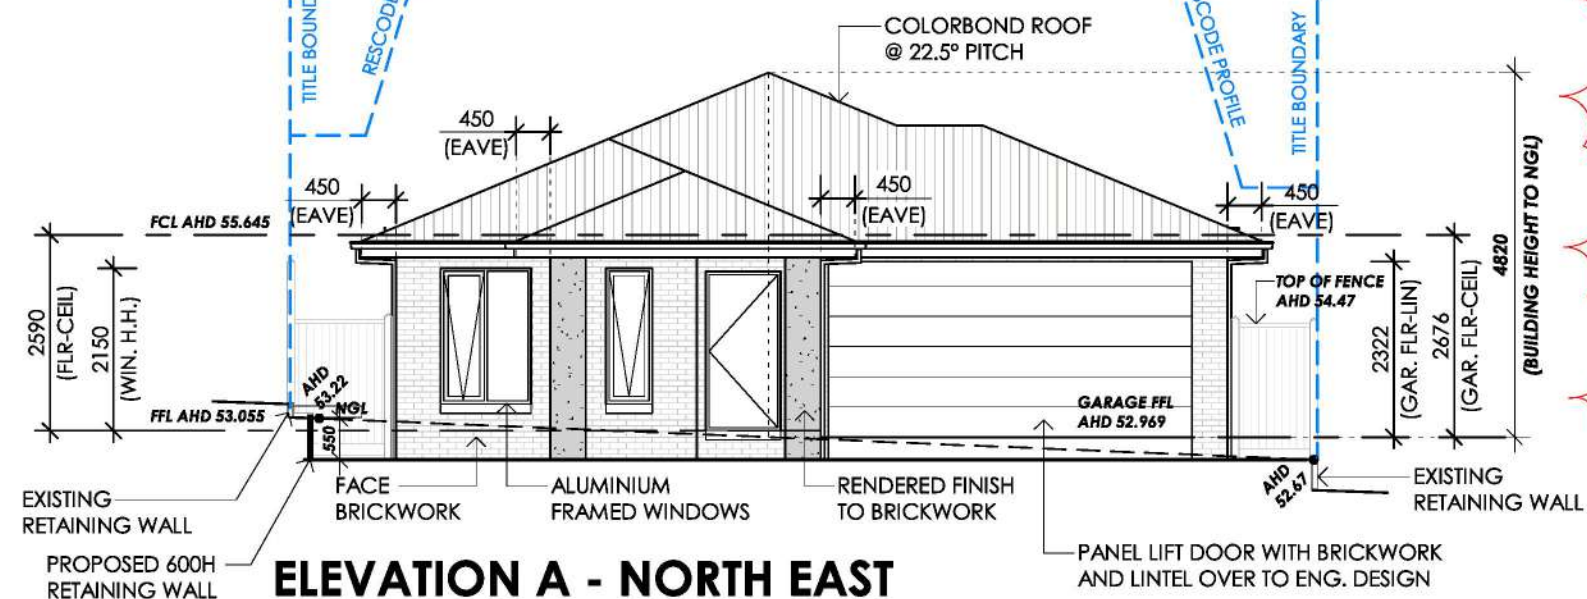 TITLE BOUND
RESCODE
COLORBOND ROOF
@ 22.5° PITCH
SCODE PROFILE
TITLE BOUNDARY
450
(EAVE)
450
(EAVE)
450
(EAVE)
450
(EAVE)
FCL AHD 55.645
2590
(FLR-CEIL)
2150
(WIN. H.H.)
AHD
53.22
NGL
FFL AHD 53.055
550
TOP OF FENCE
AHD 54.47
2322
(GAR. FLR-LIN)
2676
(GAR. FLR-CEIL)
4820
(BUILDING HEIGHT TO NGL)
GARAGE FFL
AHD 52.969
AHD
52.67
EXISTING
RETAINING WALL
FACE
BRICKWORK
ALUMINIUM
FRAMED WINDOWS
RENDERED FINISH
TO BRICKWORK
EXISTING
RETAINING WALL
PROPOSED 600H
RETAINING WALL
PANEL LIFT DOOR WITH BRICKWORK
AND LINTEL OVER TO ENG. DESIGN
ELEVATION A - NORTH EAST